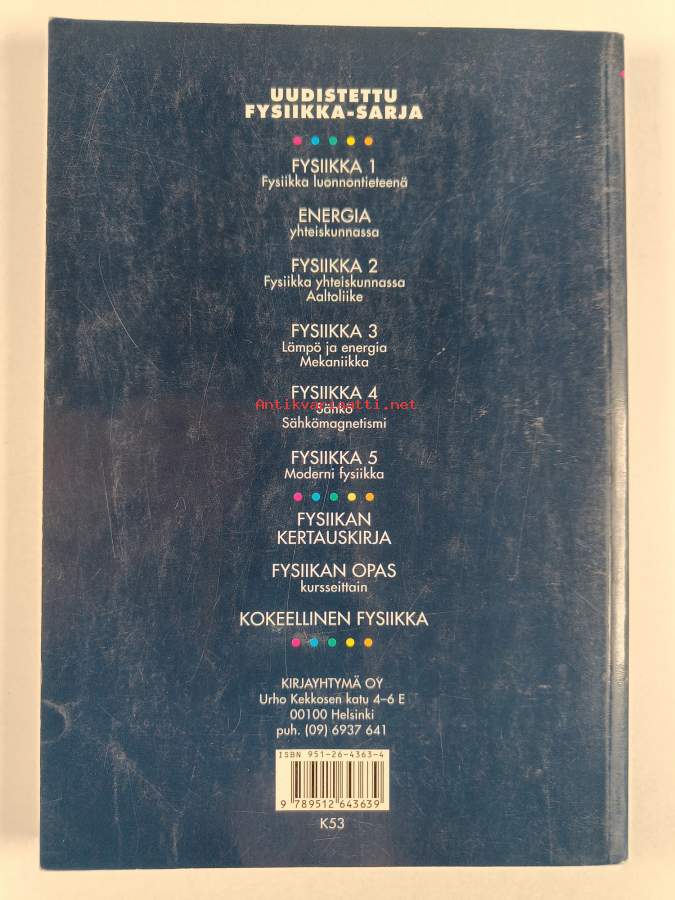 UUDISTETTU
FYSIIKKA-SARJA
FYSIIKKA 1
Fysiikka luonnontieteenä
ENERGIA
yhteiskunnassa
FYSIIKKA 2
Fysiikka yhteiskunnassa
Aaltoliike
FYSIIKKA 3
Lämpö ja energia
Mekaniikka
FYSIIKKA 4
Antikvariaatti.net
Sähkö
Sähkömagnetismi
FYSIIKKA 5
Moderni fysiikka
FYSIIKAN
KERTAUSKIRJA
FYSIIKAN OPAS
kursseittain
KOKEELLINEN FYSIIKKA
KIRJAYHTYMÄ OY
Urho Kekkosen katu 4–6 E
00100 Helsinki
puh. (09) 6937 641
ISBN 951-26-4363-4
9 789512 643639
K53